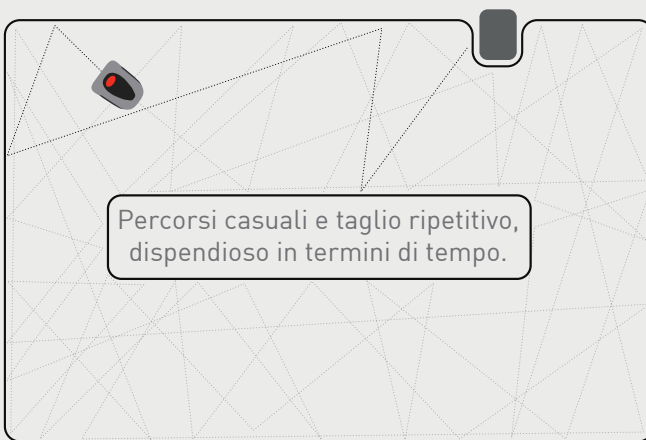 Percorsi casuali e taglio ripetitivo,
dispendioso in termini di tempo.